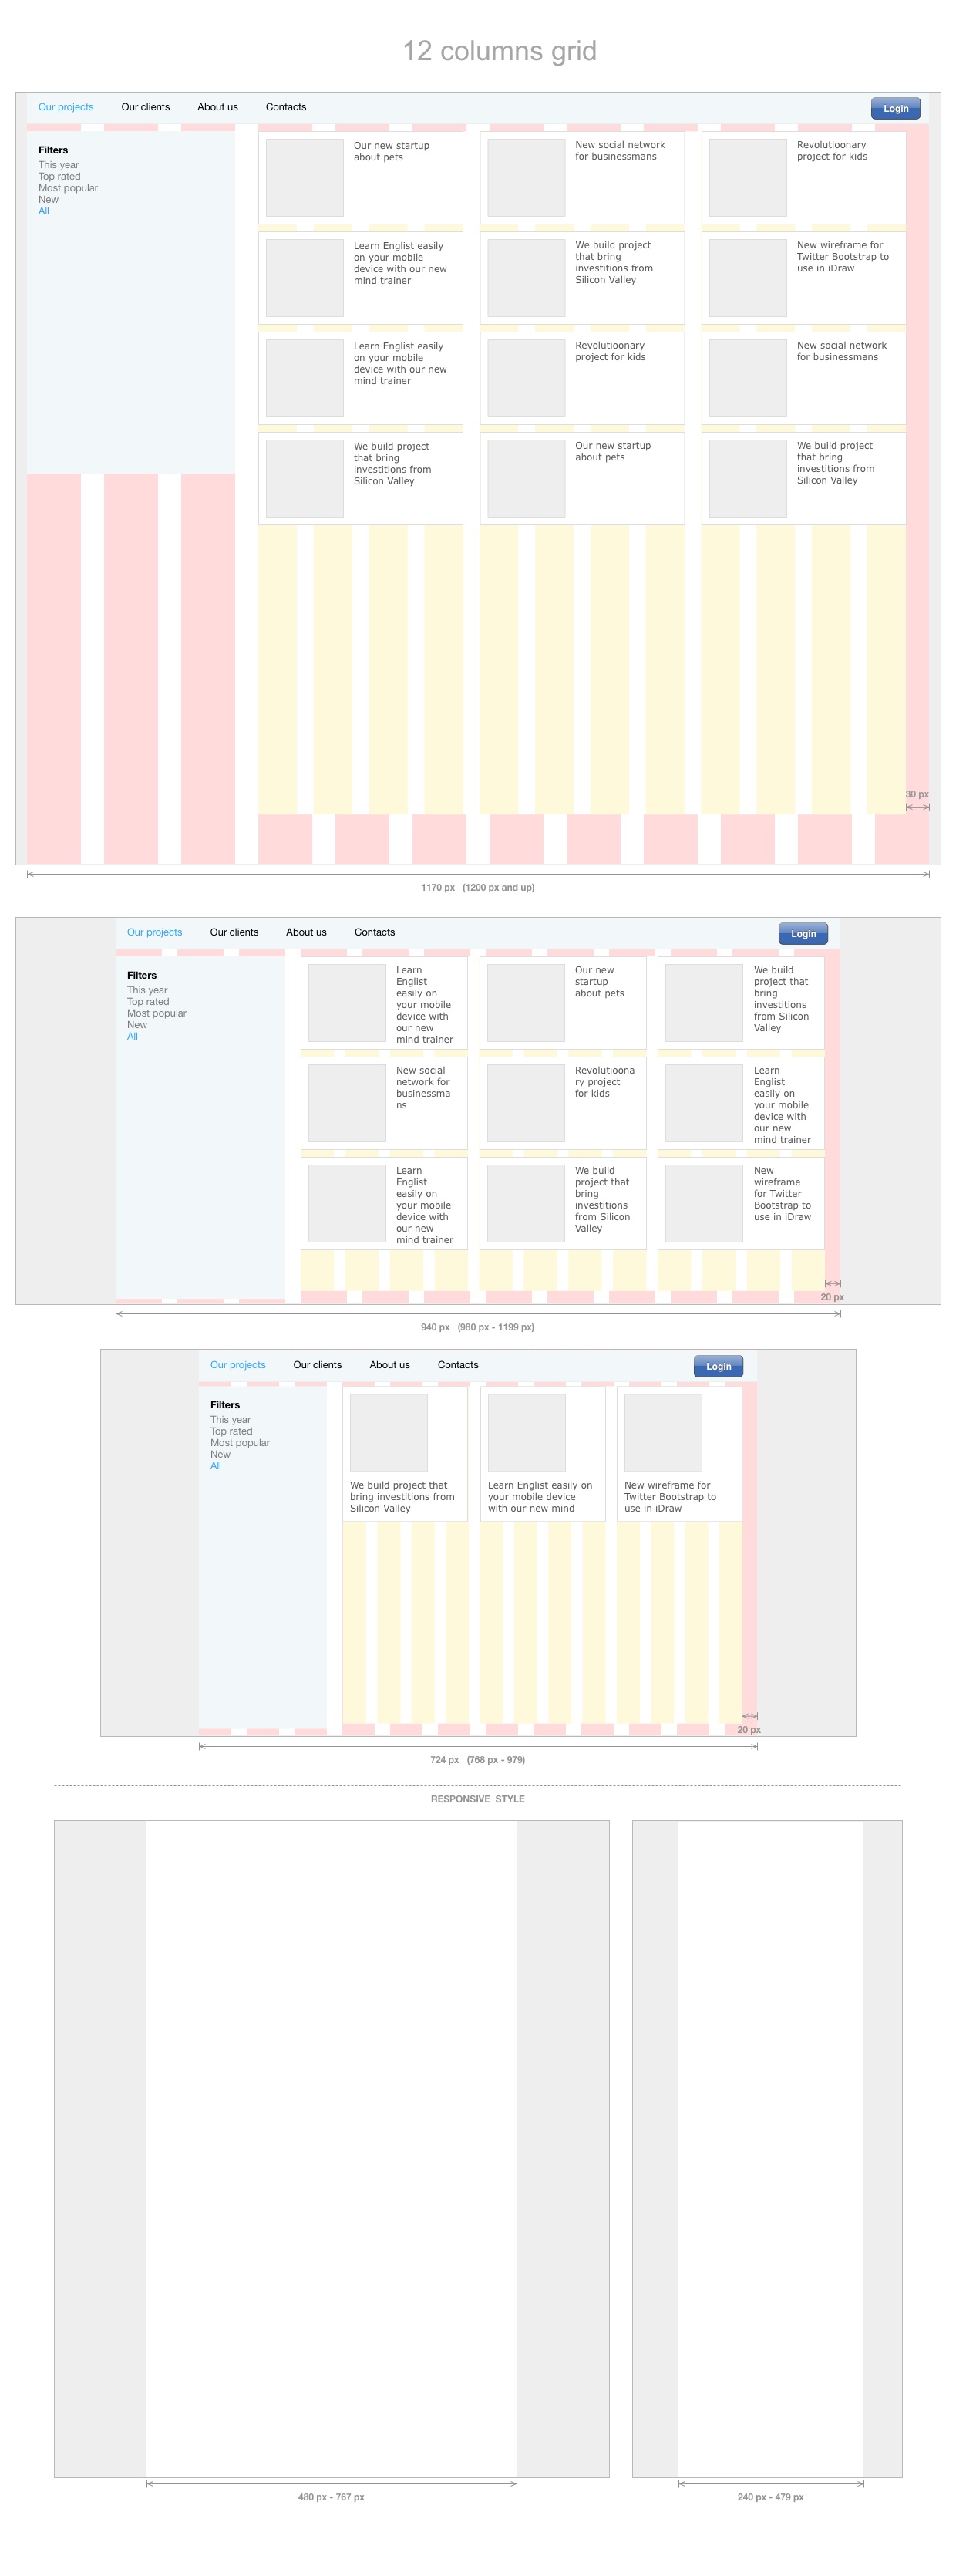 12 columns grid
Our projects Our clients About us Contacts Login
Filters
This year
Top rated
Most popular
New
All
Our new startup
about pets
New social network
for businessmans
Revolutioonary
project for kids
Learn Englist easily
on your mobile
device with our new
mind trainer
We build project
that bring
investitions from
Silicon Valley
New wireframe for
Twitter Bootstrap to
use in iDraw
Learn Englist easily
on your mobile
device with our new
mind trainer
Revolutioonary
project for kids
New social network
for businessmans
We build project
that bring
investitions from
Silicon Valley
Our new startup
about pets
We build project
that bring
investitions from
Silicon Valley
30 px
1170 px (1200 px and up)
Our projects Our clients About us Contacts Login
Filters
This year
Top rated
Most popular
New
All
Learn
Englist
easily on
your mobile
device with
our new
mind trainer
Our new
startup
about pets
We build
project that
bring
investitions
from Silicon
Valley
New social
network for
businessma
ns
Revolutioona
ry project
for kids
Learn
Englist
easily on
your mobile
device with
our new
mind trainer
Learn
Englist
easily on
your mobile
device with
our new
mind trainer
We build
project that
bring
investitions
from Silicon
Valley
New
wireframe
for Twitter
Bootstrap to
use in iDraw
20 px
940 px (980 px - 1199 px)
Our projects Our clients About us Contacts Login
Filters
This year
Top rated
Most popular
New
All
We build project that
bring investitions from
Silicon Valley
Learn Englist easily on
your mobile device
with our new mind
New wireframe for
Twitter Bootstrap to
use in iDraw
20 px
724 px (768 px - 979)
RESPONSIVE STYLE
480 px - 767 px
240 px - 479 px